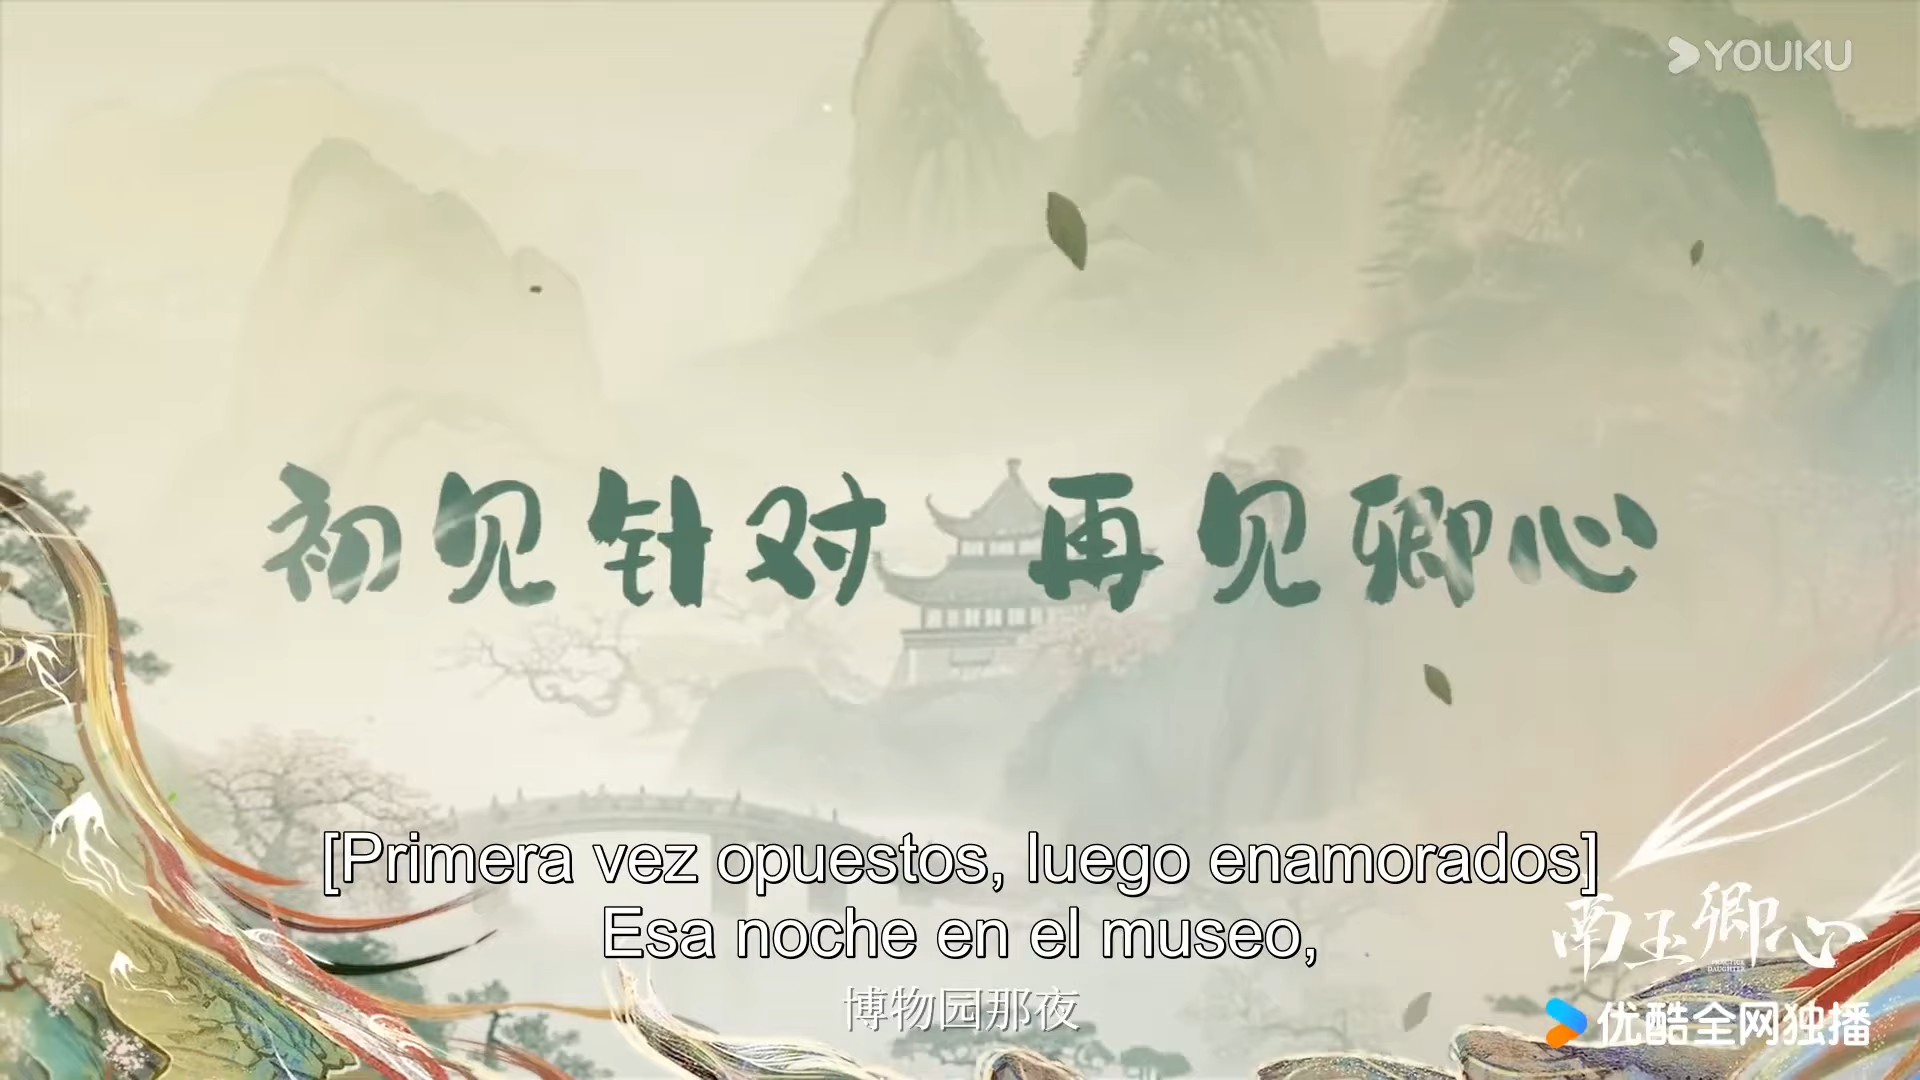 YOUKU
初见针对 再见卿心
[Primera vez opuestos, luego enamorados]
Esa noche en el museo,
博物园那夜
南玉卿心
DAUGHTER
优酷全网独播